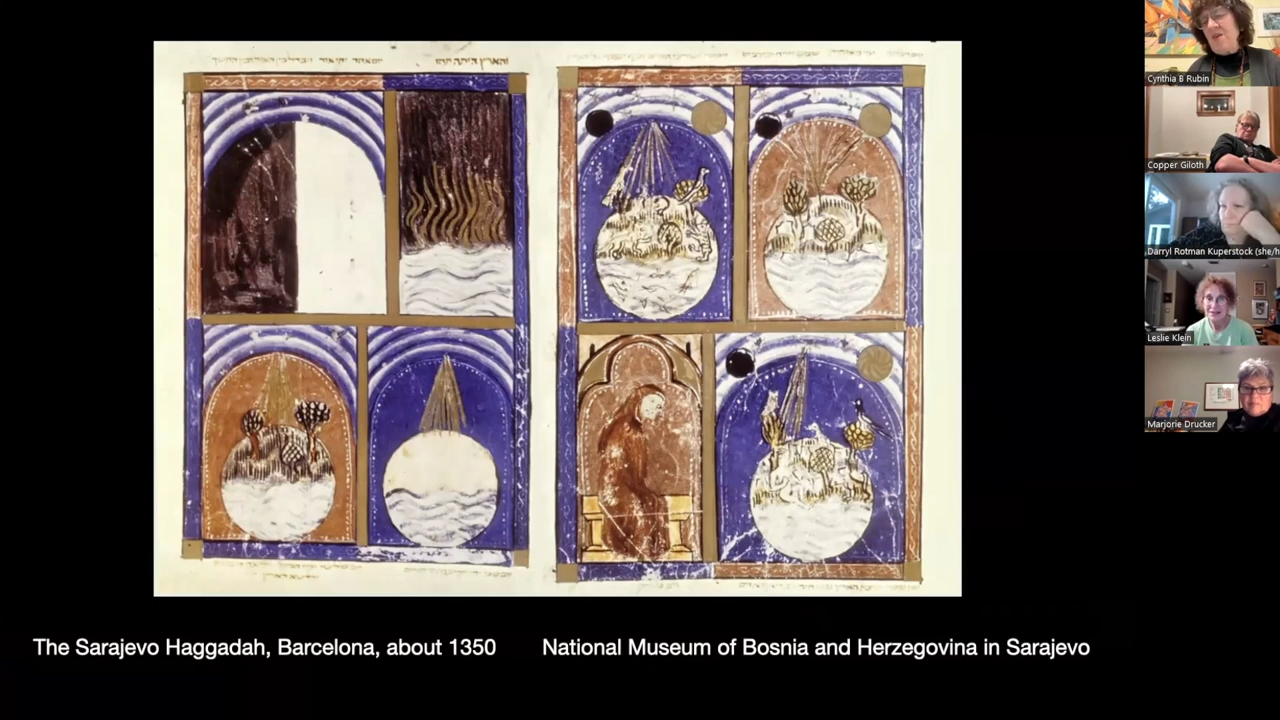 Cynthia B Rubin
Copper Giloth
Darryl Rotman Kuperstock (she/h
Leslie Klein
Marjorie Drucker
The Sarajevo Haggadah, Barcelona, about 1350
National Museum of Bosnia and Herzegovina in Sarajevo